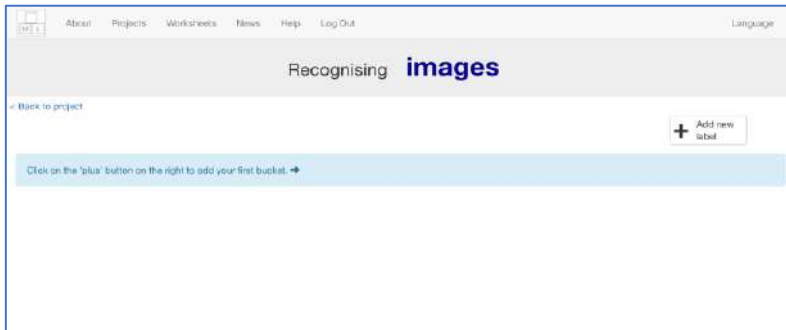 About Projects Worksheets News Help Log Out Language
Recognising images
Back to project
Add new
label
Click on the 'plus' button on the right to add your first bucket.